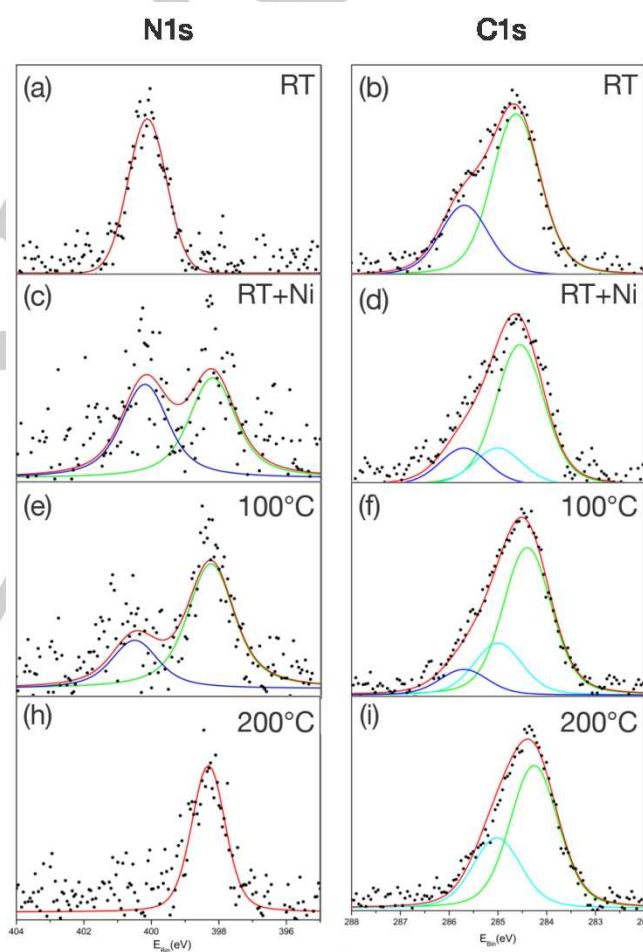 N1s
C1s
(a) RT
(b) RT
(c) RT+Ni
(d) RT+Ni
(e) 100°C
(f) 100°C
(h) 200°C
(i) 200°C
404 402 400 398 396
E_Bin(eV)
288 287 286 285 284 283 28
E_Bin(eV)